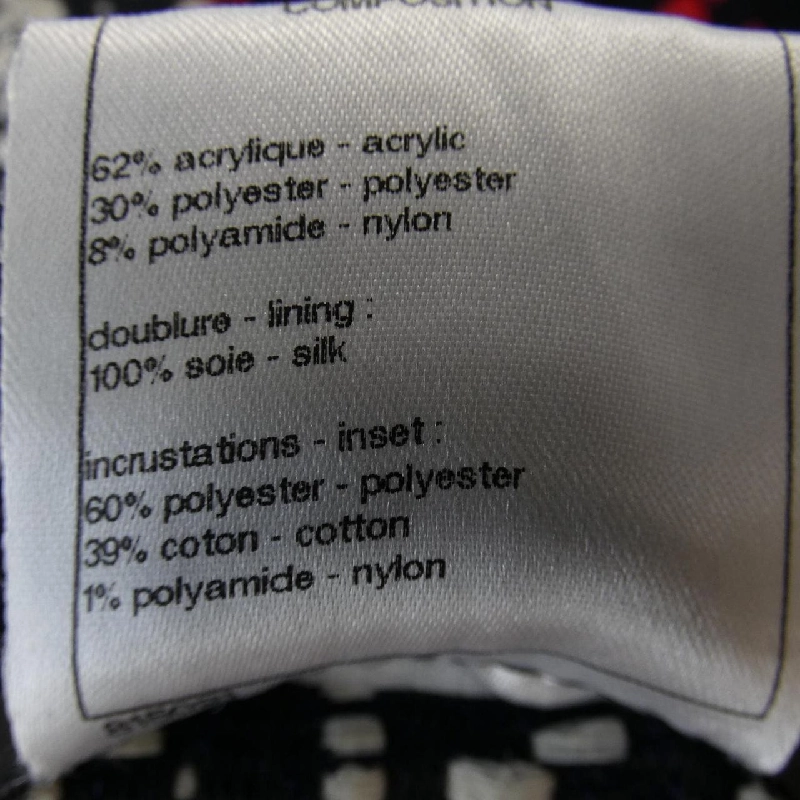 COMPOSITION
62% acrylique - acrylic
30% polyester - polyester
8% polyamide - nylon
doublure - lining :
100% soie - silk
incrustations - inset :
60% polyester - polyester
39% coton - cotton
1% polyamide - nylon